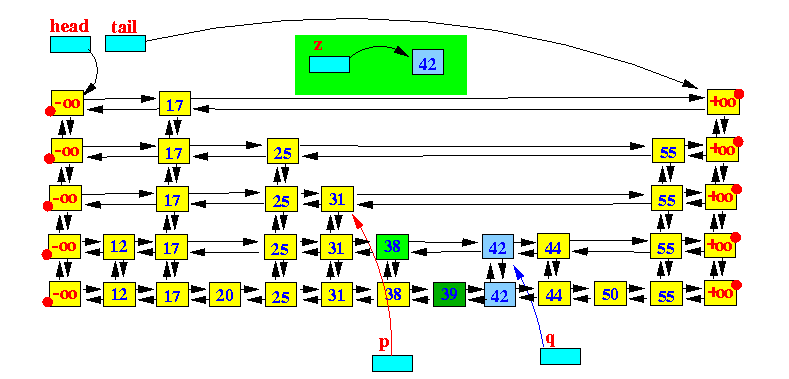 head tail
z
42
-oo 17 +oo
-oo 17 25 55 +oo
-oo 17 25 31 55 +oo
-oo 12 17 25 31 38 42 44 55 +oo
-oo 12 17 20 25 31 38 39 42 44 50 55 +oo
p q